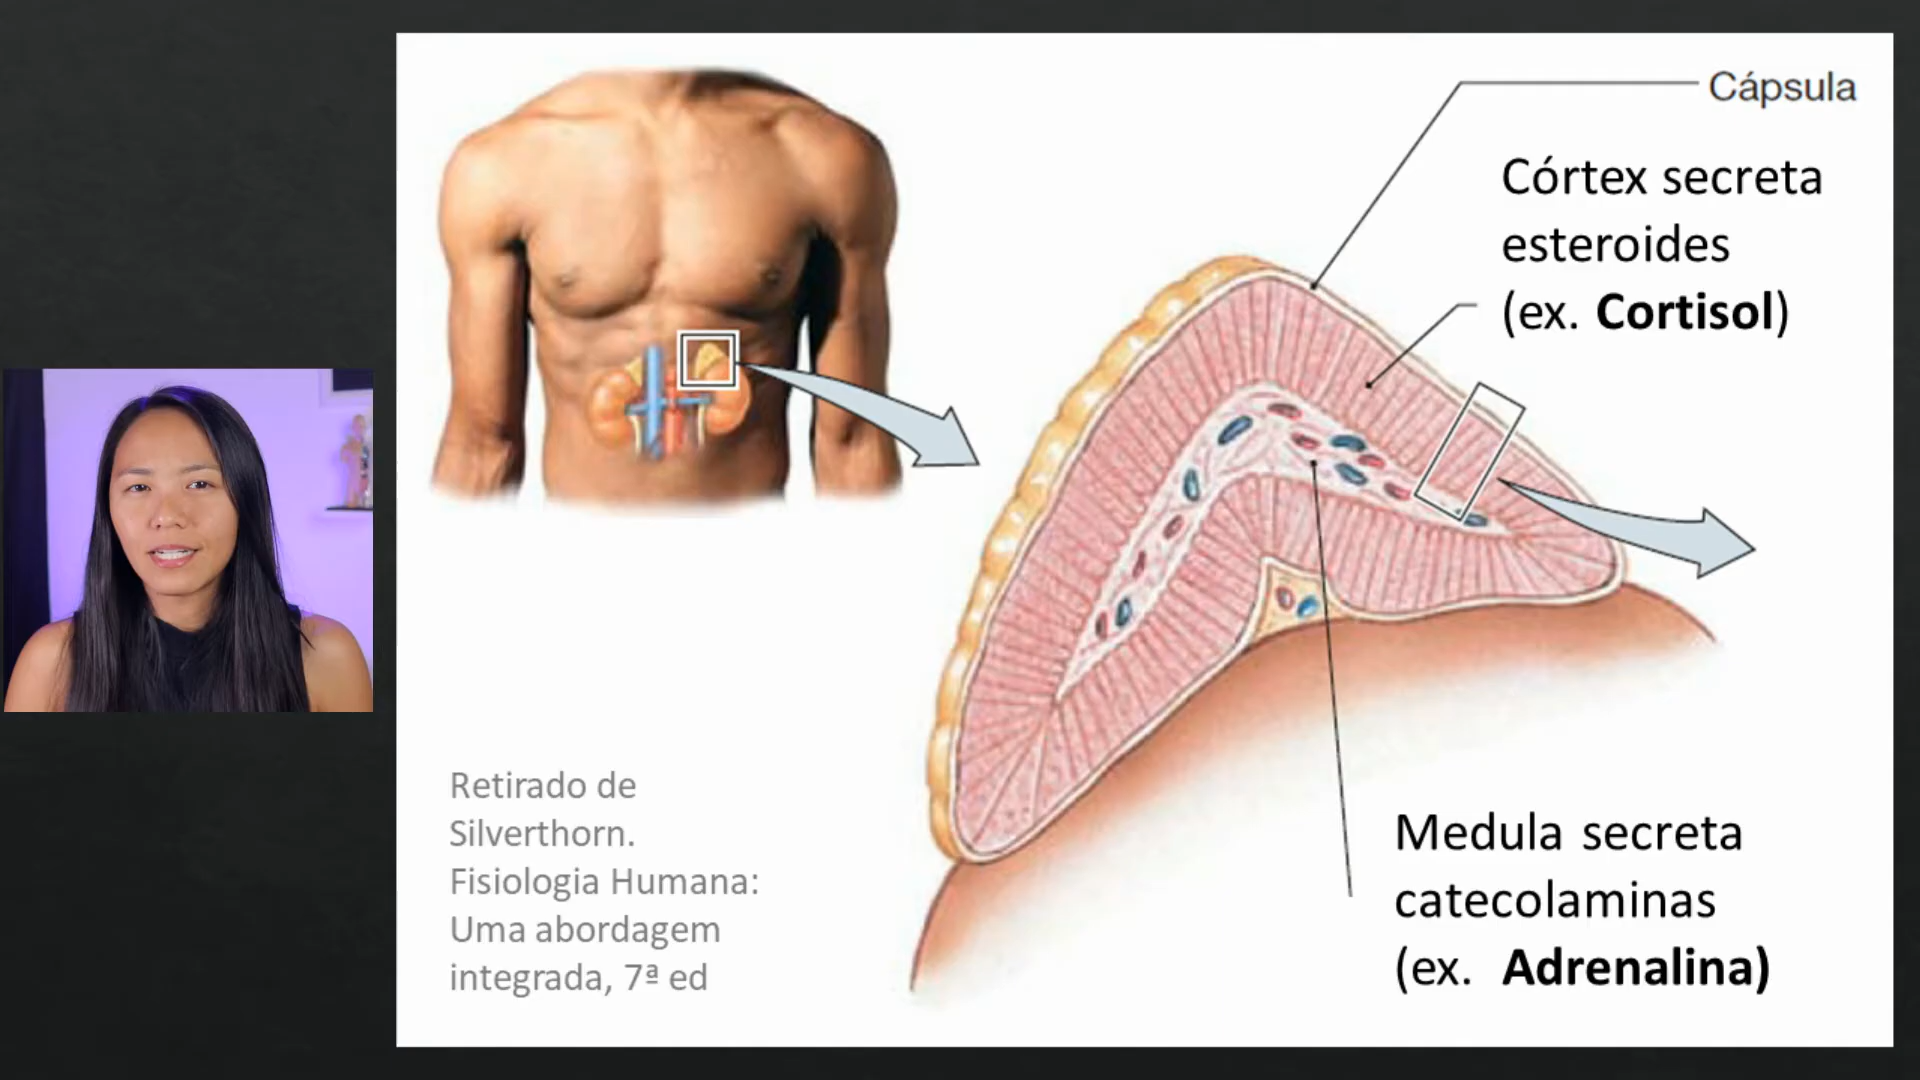 Cápsula
Córtex secreta
esteroides
(ex. Cortisol)
Medula secreta
catecolaminas
(ex. Adrenalina)
Retirado de
Silverthorn.
Fisiologia Humana:
Uma abordagem
integrada, 7ª ed